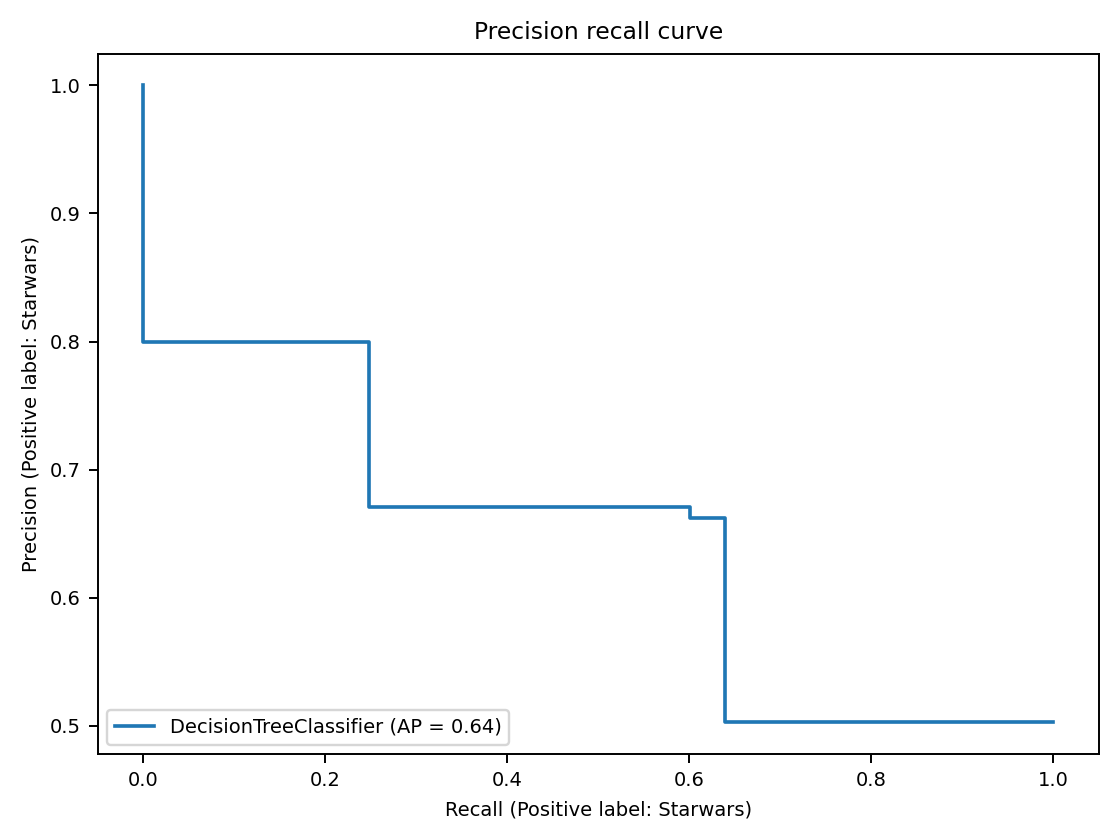 Precision recall curve
1.0
0.9
0.8
0.7
0.6
0.5
Precision (Positive label: Starwars)
DecisionTreeClassifier (AP = 0.64)
0.0 0.2 0.4 0.6 0.8 1.0
Recall (Positive label: Starwars)